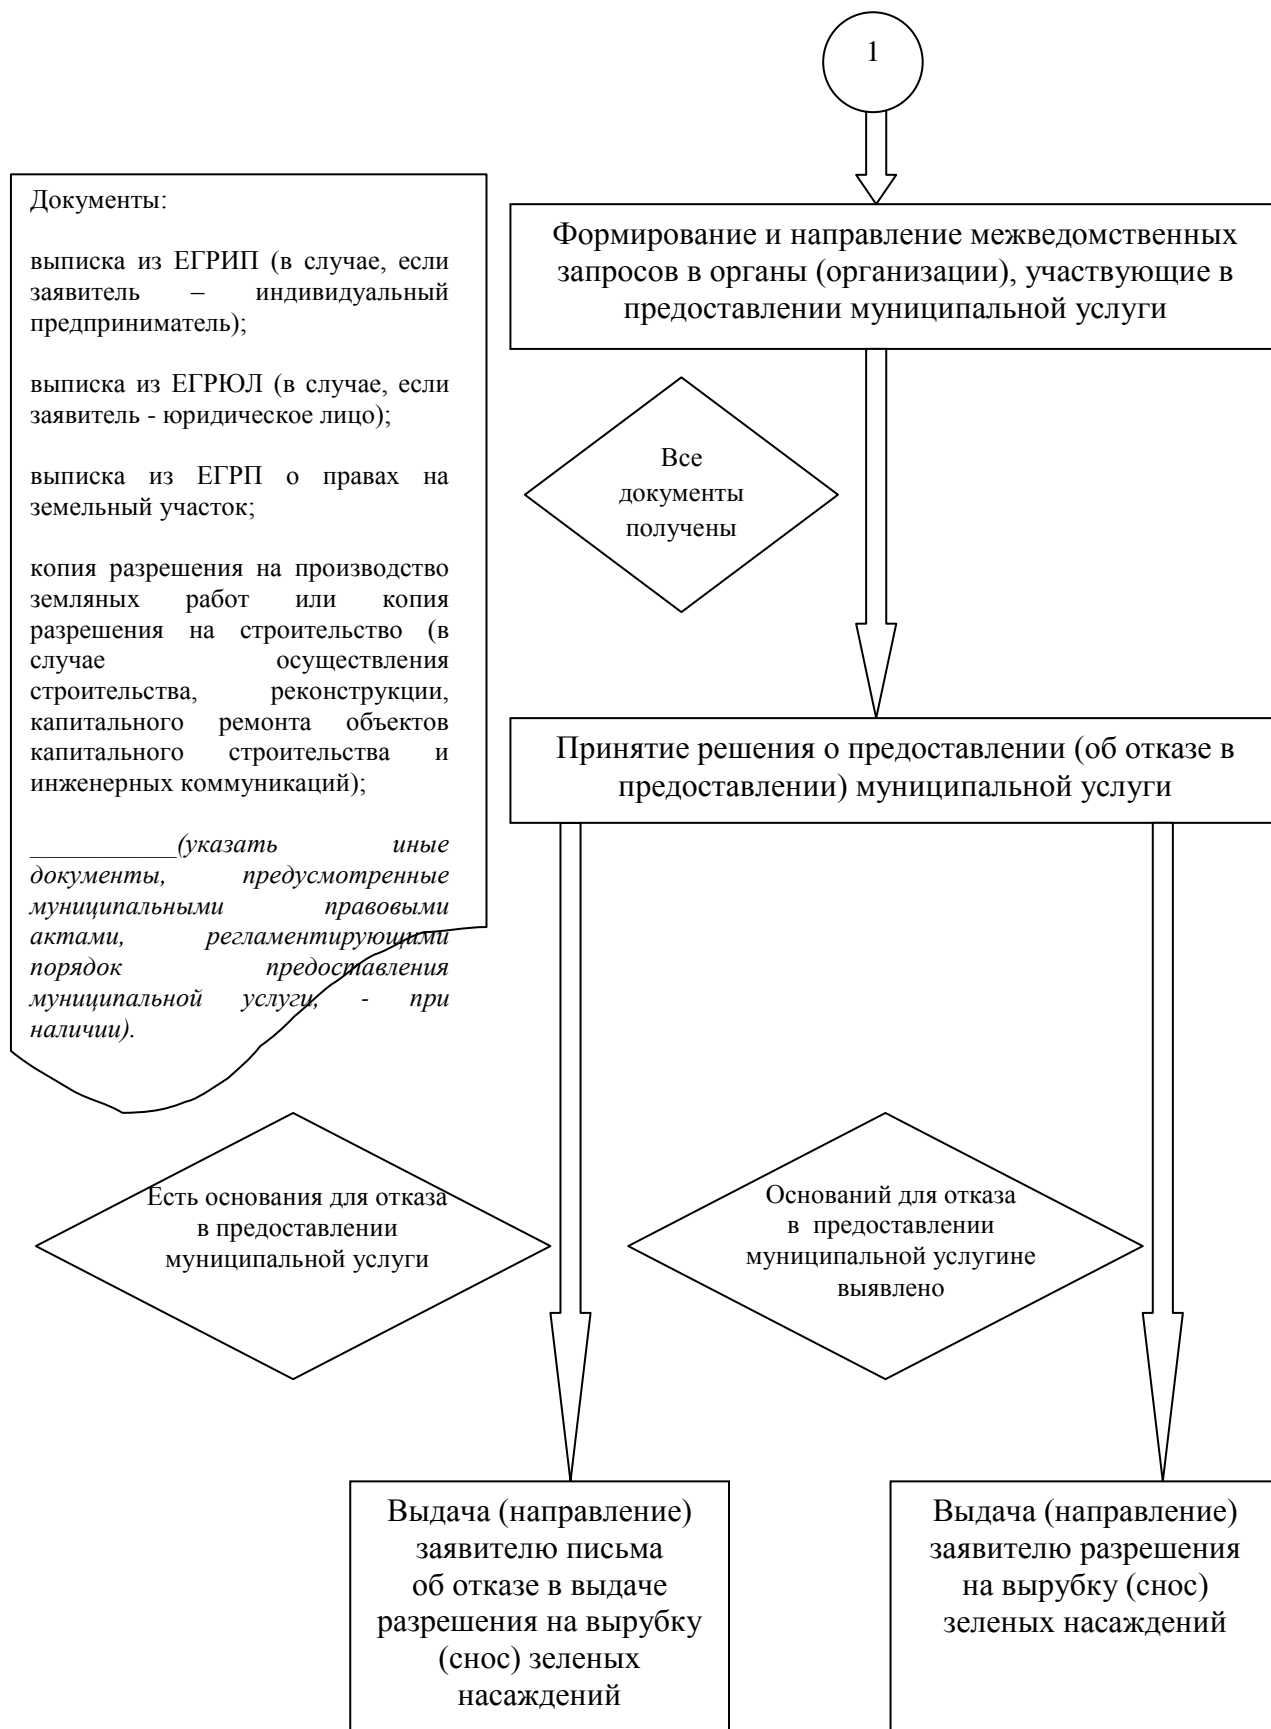 1
Документы:
выписка из ЕГРИП (в случае, если
заявитель – индивидуальный
предприниматель);
выписка из ЕГРЮЛ (в случае, если
заявитель - юридическое лицо);
выписка из ЕГРП о правах на
земельный участок;
копия разрешения на производство
земляных работ или копия
разрешения на строительство (в
случае осуществления
строительства, реконструкции,
капитального ремонта объектов
капитального строительства и
инженерных коммуникаций);
___________(указать иные
документы, предусмотренные
муниципальными правовыми
актами, регламентирующими
порядок предоставления
муниципальной услуги, - при
наличии).
Формирование и направление межведомственных
запросов в органы (организации), участвующие в
предоставлении муниципальной услуги
Все
документы
получены
Принятие решения о предоставлении (об отказе в
предоставлении) муниципальной услуги
Есть основания для отказа
в предоставлении
муниципальной услуги
Оснований для отказа
в предоставлении
муниципальной услугине
выявлено
Выдача (направление)
заявителю письма
об отказе в выдаче
разрешения на вырубку
(снос) зеленых
насаждений
Выдача (направление)
заявителю разрешения
на вырубку (снос)
зеленых насаждений